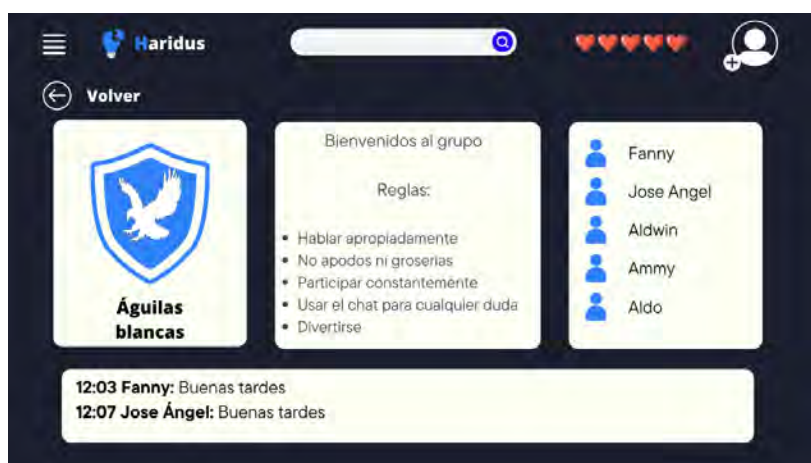 Haridus
Volver
Águilas
blancas
Bienvenidos al grupo
Reglas:
• Hablar apropiadamente
• No apodos ni groserias
• Participar constantemente
• Usar el chat para cualquier duda
• Divertirse
Fanny
Jose Angel
Aldwin
Ammy
Aldo
12:03 Fanny: Buenas tardes
12:07 Jose Ángel: Buenas tardes